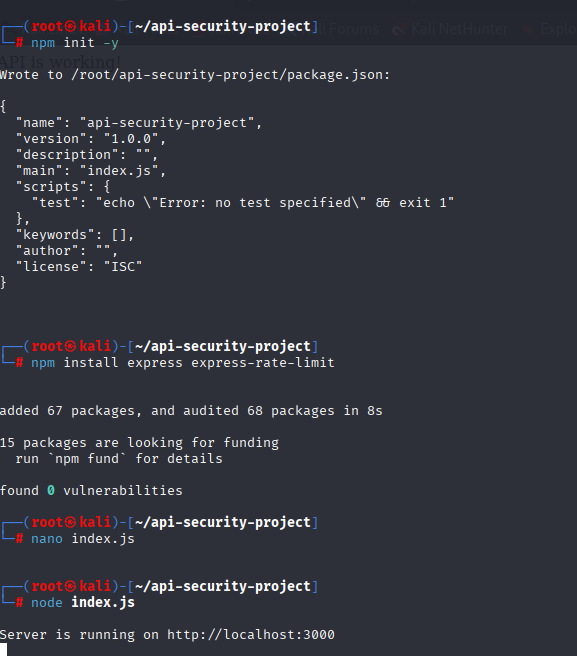 ┌──(root㉿kali)-[~/api-security-project]
Forums Kali NetHunter Explo
└─# npm init -y
API is working!
Wrote to /root/api-security-project/package.json:
{
  "name": "api-security-project",
  "version": "1.0.0",
  "description": "",
  "main": "index.js",
  "scripts": {
    "test": "echo \"Error: no test specified\" && exit 1"
  },
  "keywords": [],
  "author": "",
  "license": "ISC"
}
┌──(root㉿kali)-[~/api-security-project]
└─# npm install express express-rate-limit
added 67 packages, and audited 68 packages in 8s
15 packages are looking for funding
  run `npm fund` for details
found 0 vulnerabilities
┌──(root㉿kali)-[~/api-security-project]
└─# nano index.js
┌──(root㉿kali)-[~/api-security-project]
└─# node index.js
Server is running on http://localhost:3000